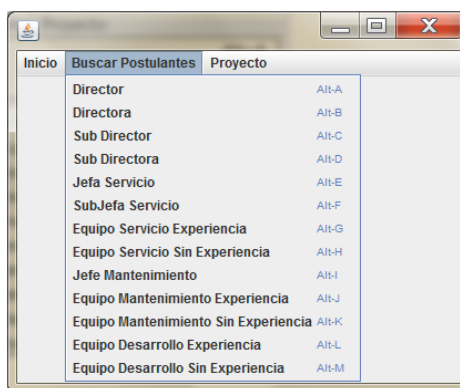 Inicio Buscar Postulantes Proyecto
Director Alt-A
Directora Alt-B
Sub Director Alt-C
Sub Directora Alt-D
Jefa Servicio Alt-E
SubJefa Servicio Alt-F
Equipo Servicio Experiencia Alt-G
Equipo Servicio Sin Experiencia Alt-H
Jefe Mantenimiento Alt-I
Equipo Mantenimiento Experiencia Alt-J
Equipo Mantenimiento Sin Experiencia Alt-K
Equipo Desarrollo Experiencia Alt-L
Equipo Desarrollo Sin Experiencia Alt-M